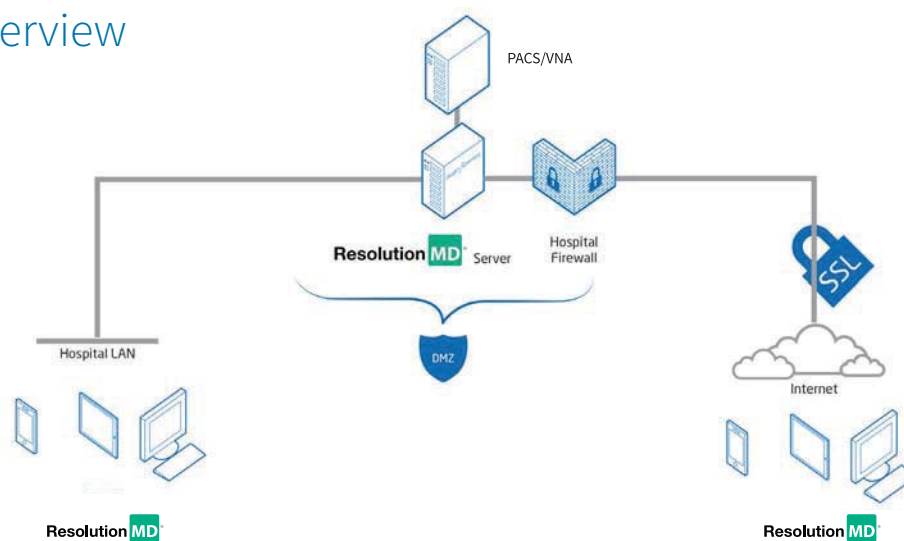 erview
PACS/VNA
ResolutionMD® Server
Hospital
Firewall
SSL
DMZ
Hospital LAN
Internet
ResolutionMD®
ResolutionMD®